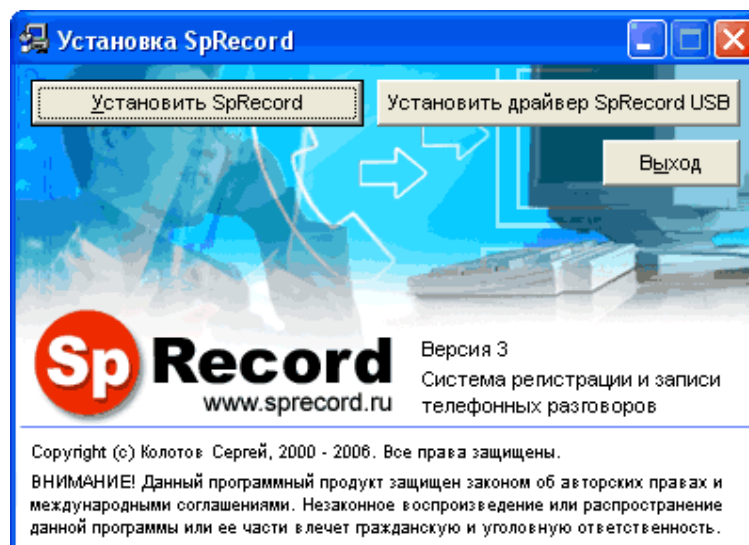 Установка SpRecord
Установить SpRecord
Установить драйвер SpRecord USB
Выход
Sp Record
www.sprecord.ru
Версия 3
Система регистрации и записи
телефонных разговоров
Copyright (c) Колотов Сергей, 2000 - 2006. Все права защищены.
ВНИМАНИЕ! Данный программный продукт защищен законом об авторских правах и
международными соглашениями. Незаконное воспроизведение или распространение
данной программы или ее части влечет гражданскую и уголовную ответственность.